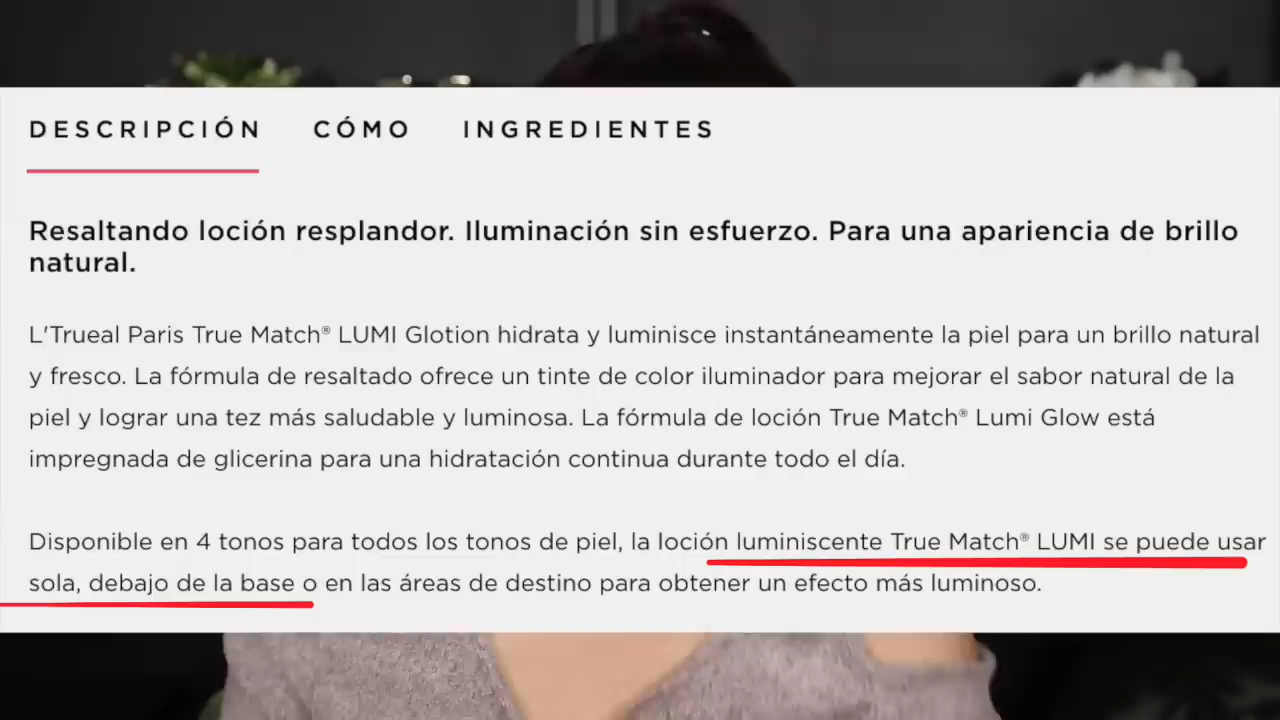 DESCRIPCIÓN CÓMO INGREDIENTES
Resaltando loción resplandor. Iluminación sin esfuerzo. Para una apariencia de brillo
natural.
L'Trueal Paris True Match® LUMI Glotion hidrata y luminisce instantáneamente la piel para un brillo natural
y fresco. La fórmula de resaltado ofrece un tinte de color iluminador para mejorar el sabor natural de la
piel y lograr una tez más saludable y luminosa. La fórmula de loción True Match® Lumi Glow está
impregnada de glicerina para una hidratación continua durante todo el día.
Disponible en 4 tonos para todos los tonos de piel, la loción luminiscente True Match® LUMI se puede usar
sola, debajo de la base o en las áreas de destino para obtener un efecto más luminoso.